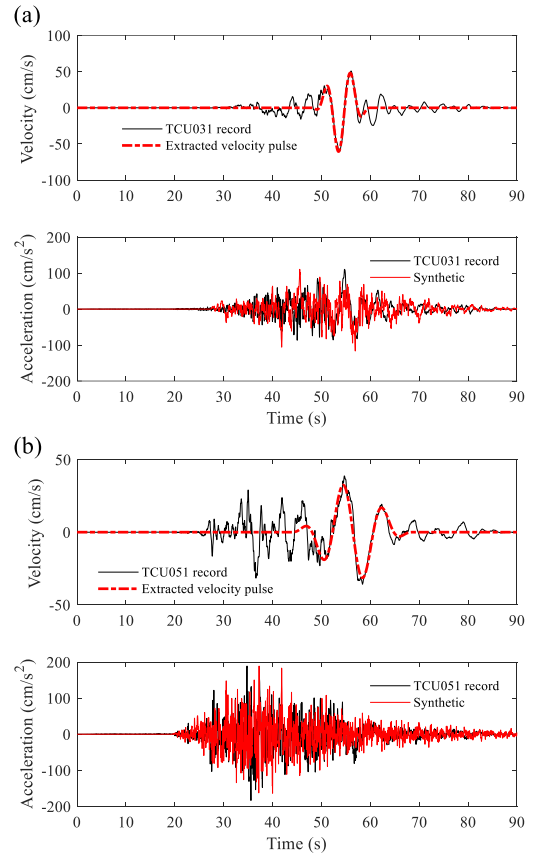 (a)
100
50
0
-50
-100
Velocity (cm/s)
TCU031 record
Extracted velocity pulse
0 10 20 30 40 50 60 70 80 90
200
100
0
-100
-200
Acceleration (cm/s²)
TCU031 record
Synthetic
0 10 20 30 40 50 60 70 80 90
Time (s)
(b)
50
0
-50
Velocity (cm/s)
TCU051 record
Extracted velocity pulse
0 10 20 30 40 50 60 70 80 90
200
100
0
-100
-200
Acceleration (cm/s²)
TCU051 record
Synthetic
0 10 20 30 40 50 60 70 80 90
Time (s)